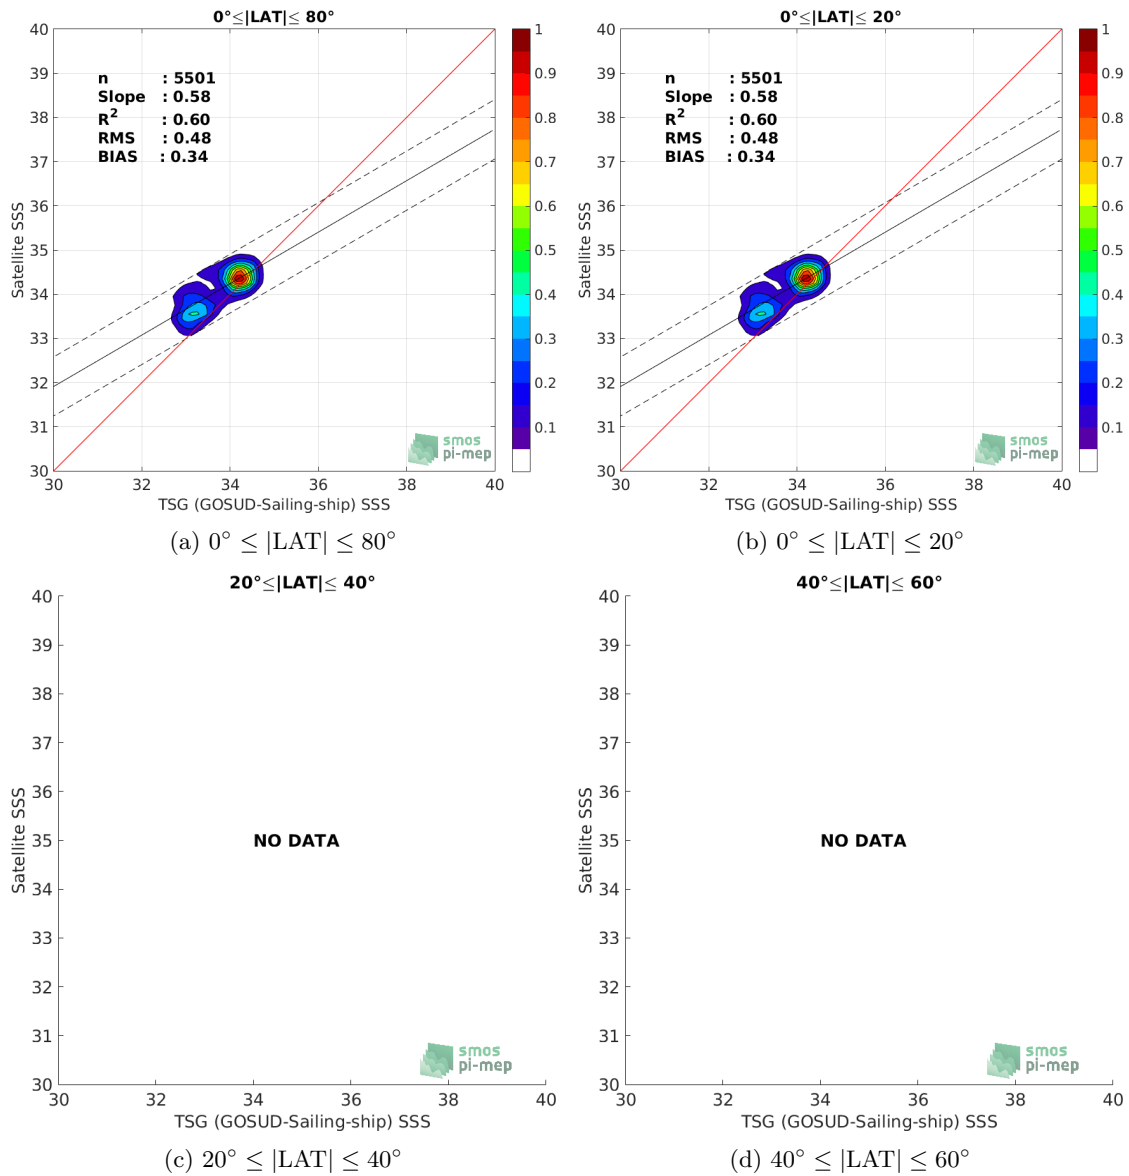 0°≤|LAT|≤ 80°
40
39
38
37
36
35
34
33
32
31
30
Satellite SSS
n : 5501
Slope : 0.58
R² : 0.60
RMS : 0.48
BIAS : 0.34
smos
pi-mep
30 32 34 36 38 40
TSG (GOSUD-Sailing-ship) SSS
1
0.9
0.8
0.7
0.6
0.5
0.4
0.3
0.2
0.1
(a) 0° ≤ |LAT| ≤ 80°
0°≤|LAT|≤ 20°
40
39
38
37
36
35
34
33
32
31
30
Satellite SSS
n : 5501
Slope : 0.58
R² : 0.60
RMS : 0.48
BIAS : 0.34
smos
pi-mep
30 32 34 36 38 40
TSG (GOSUD-Sailing-ship) SSS
1
0.9
0.8
0.7
0.6
0.5
0.4
0.3
0.2
0.1
(b) 0° ≤ |LAT| ≤ 20°
20°≤|LAT|≤ 40°
40
39
38
37
36
35
34
33
32
31
30
Satellite SSS
NO DATA
smos
pi-mep
30 32 34 36 38 40
TSG (GOSUD-Sailing-ship) SSS
(c) 20° ≤ |LAT| ≤ 40°
40°≤|LAT|≤ 60°
40
39
38
37
36
35
34
33
32
31
30
Satellite SSS
NO DATA
smos
pi-mep
30 32 34 36 38 40
TSG (GOSUD-Sailing-ship) SSS
(d) 40° ≤ |LAT| ≤ 60°